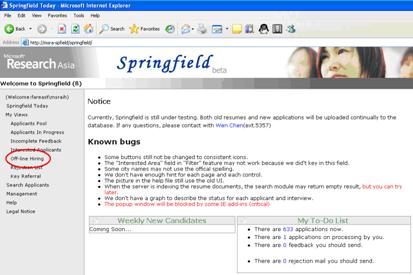 Springfield Today - Microsoft Internet Explorer
File Edit View Favorites Tools Help
Back Search Favorites
Address http://msra-spfield/springfield/
Microsoft
Research Asia
Springfield beta
Welcome to Springfield (ß)
(Welcome:fareast\msraih)
Springfield Today
My Views
Applicants Pool
Applicants In Progress
Incomplete Feedback
Interested Applicants
Off-line Hiring
Rejection List
Key Referral
Search Applicants
Management
Help
Legal Notice
Notice
Currently, Springfield is still under testing. Both old resumes and new applications will be uploaded continually to the
database. If any questions, please contact with Wen Chen(ext.5357)
Known bugs
Some buttons still not be changed to consistent icons.
The "Interested Area" field in "Filter" feature may not work because we didn't key in this field.
Some city names may not use the official spelling.
We don't have enough hint for each page and each control.
The picture in the help file still use the old UI.
When the server is indexing the resume documents, the search module may return empty result, but you can try
later.
We don't have a graph to describe the status for each applicant and interview.
The popup window will be blocked by some IE add-ins (critical)
Weekly New Candidates
Coming Soon...
My To-Do List
There are 633 applications now.
There are 1 applications on processing by you.
There are 0 feedback you should send.
There are 0 rejection mail you should send.